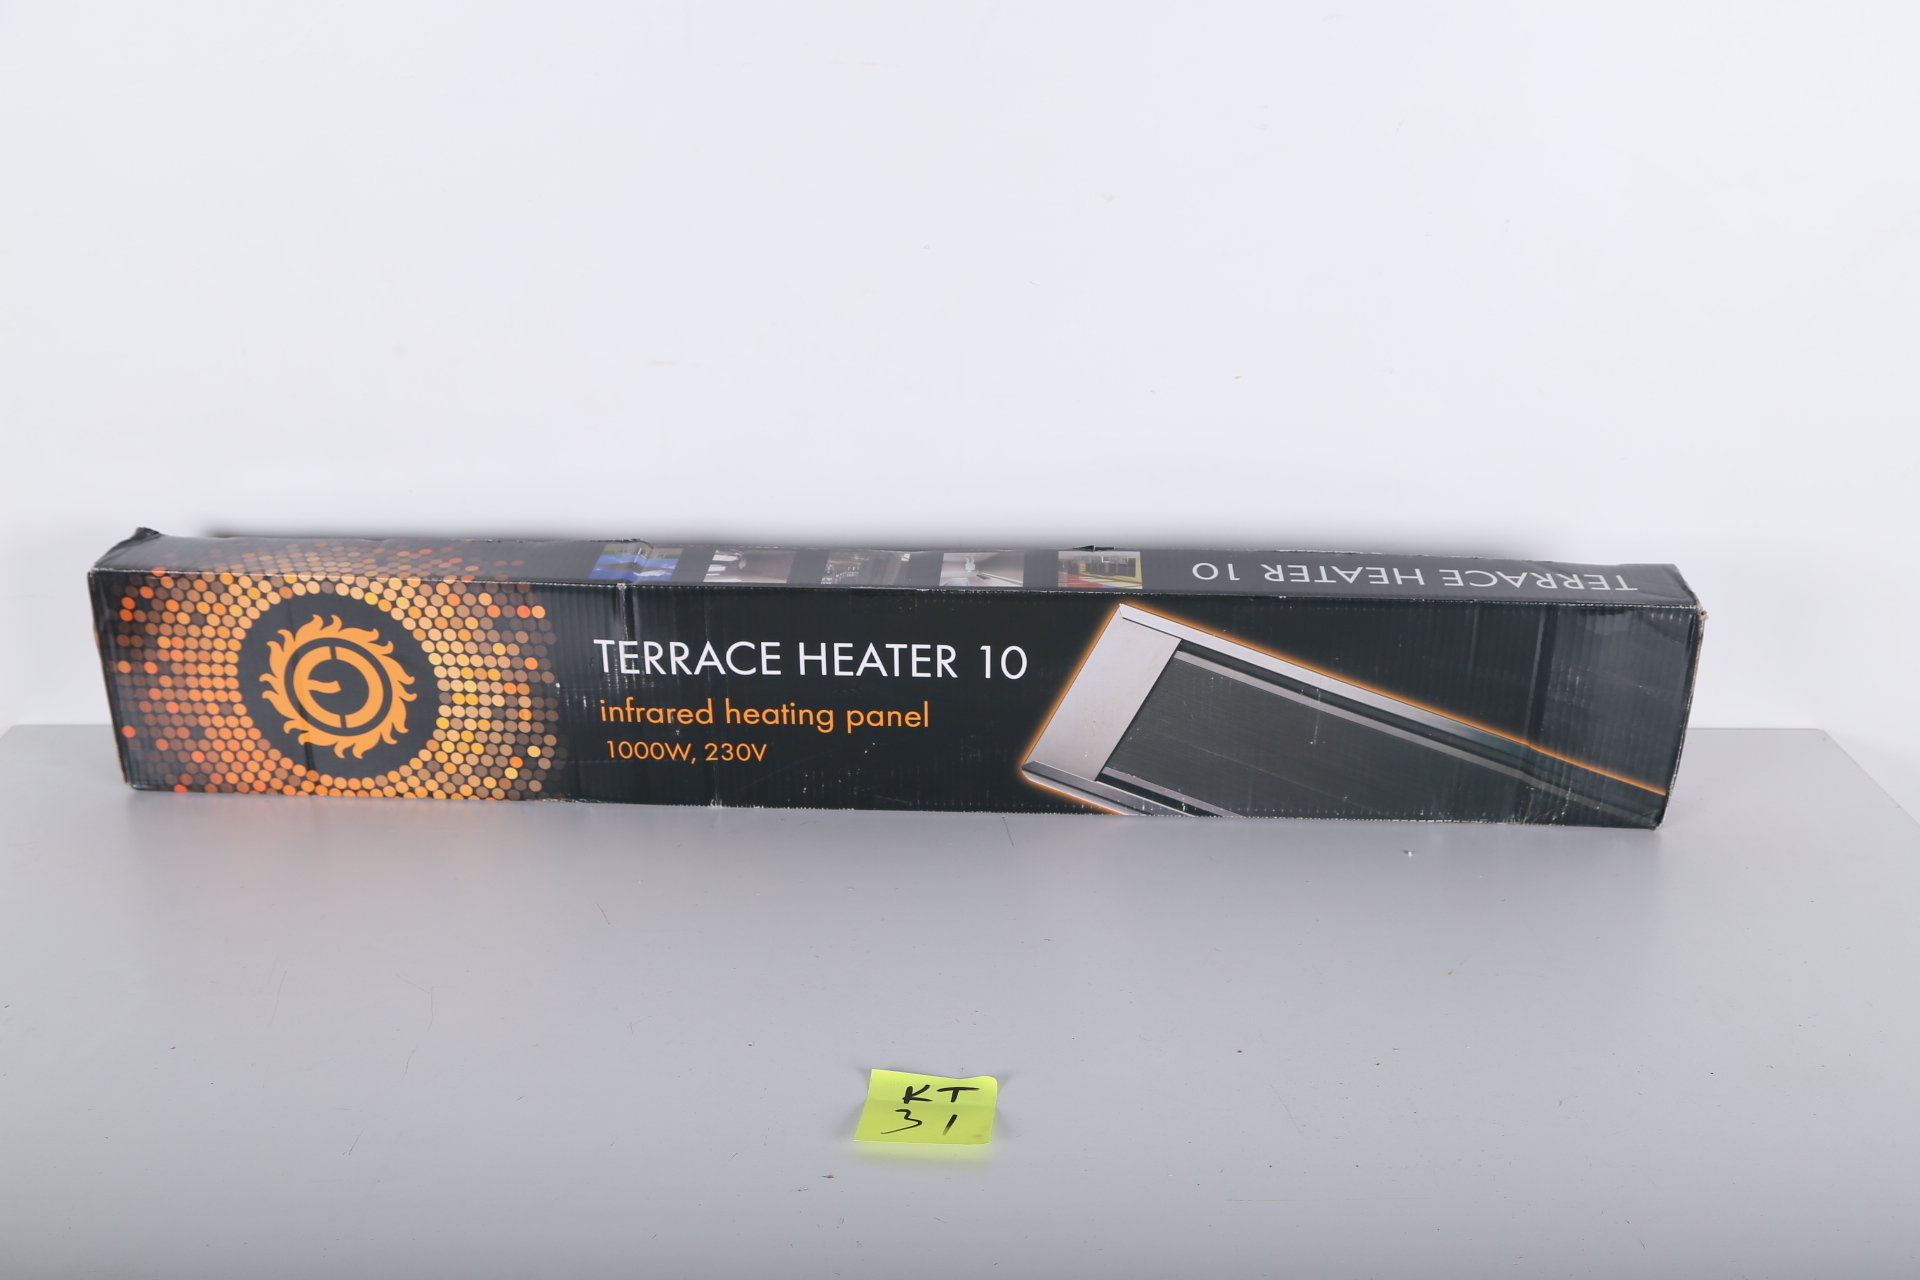 TERRACE HEATER 10
TERRACE HEATER 10
infrared heating panel
1000W, 230V
KT
31